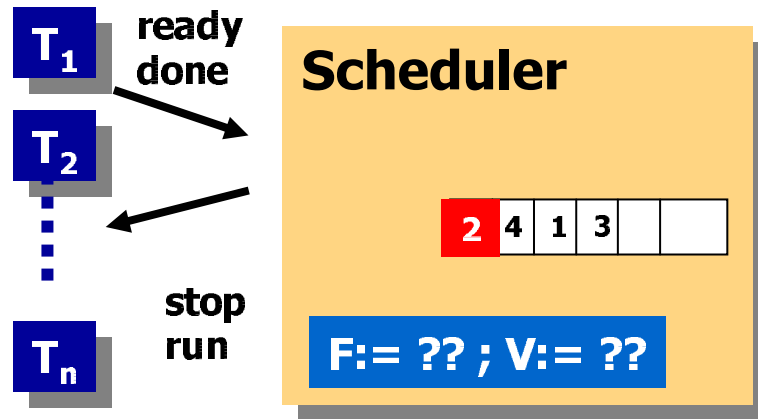 T1
ready
done
Scheduler
T2
2 4 1 3
stop
run
Tn
F:= ?? ; V:= ??